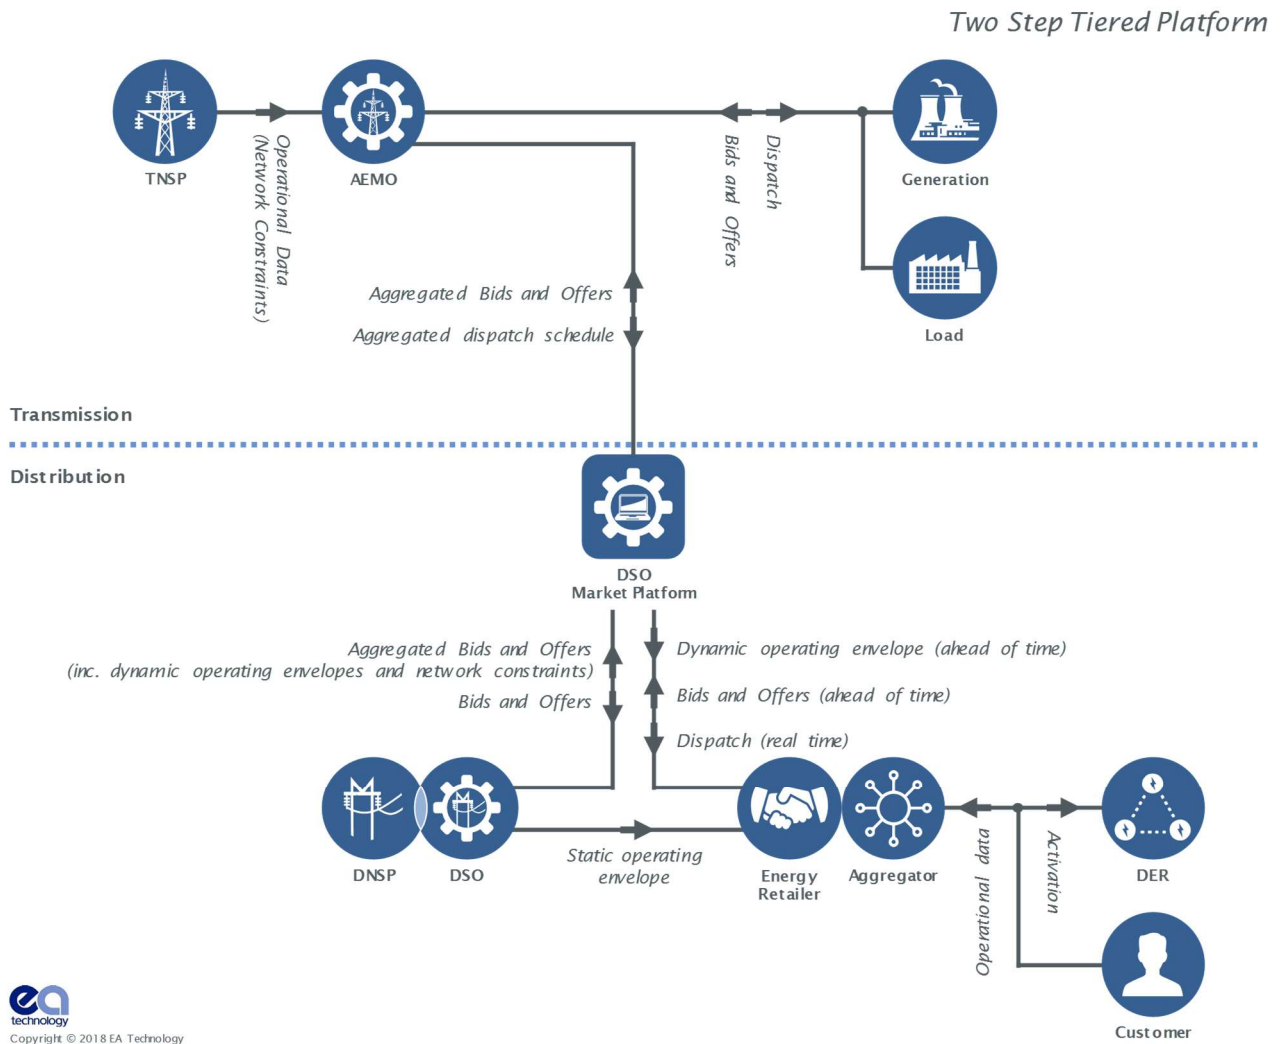 Two Step Tiered Platform
TNSP
AEMO
Operational Data
(Network Constraints)
Bids and Offers
Dispatch
Generation
Load
Aggregated Bids and Offers
Aggregated dispatch schedule
Transmission
Distribution
DSO
Market Platform
Aggregated Bids and Offers
(inc. dynamic operating envelopes and network constraints)
Bids and Offers
Dynamic operating envelope (ahead of time)
Bids and Offers (ahead of time)
Dispatch (real time)
DNSP
DSO
Static operating
envelope
Energy
Retailer
Aggregator
Operational data
Activation
DER
Customer
ea
technology
Copyright © 2018 EA Technology